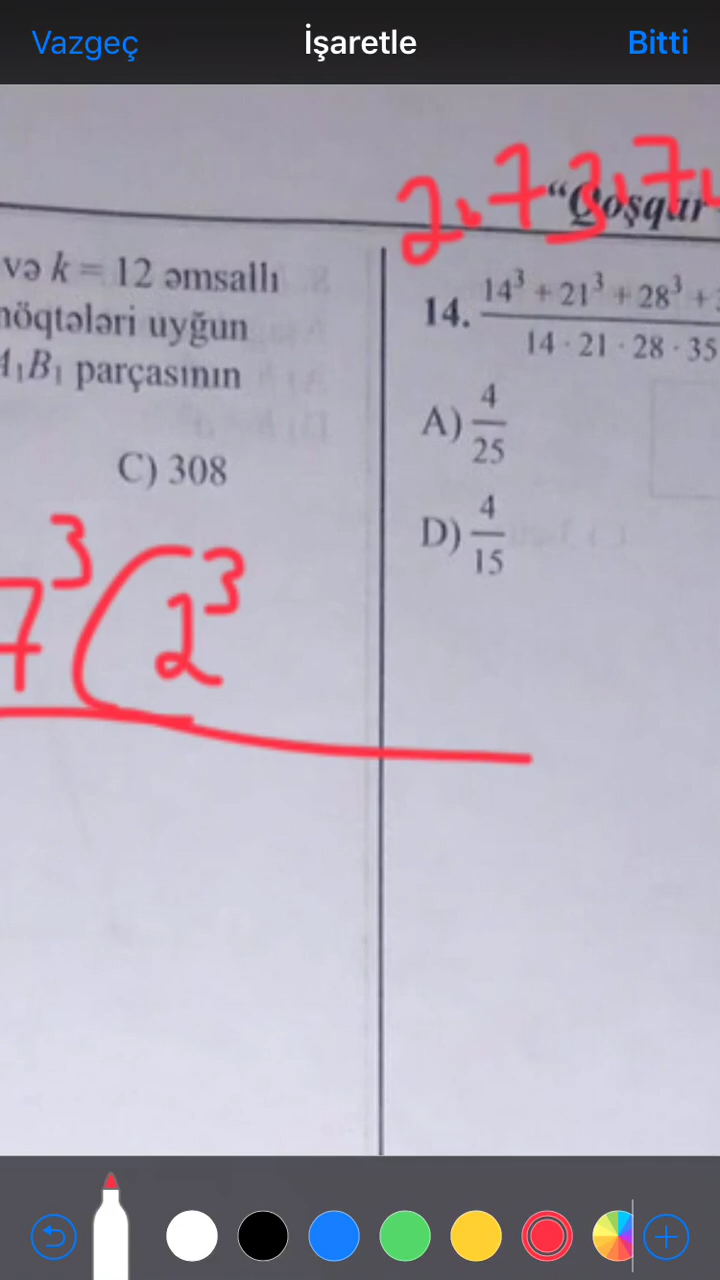 Vazgeç İşaretle Bitti
2.7 3.7.
"Qoşqar
və k = 12 əmsallı
nöqtələri uyğun
A₁B₁ parçasının
C) 308
14. 14³ + 21³ + 28³ +
14 · 21 · 28 · 35
A) 4/25
D) 4/15
7³(2³